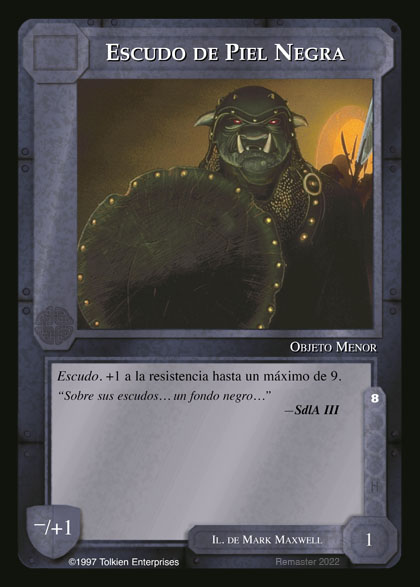 Escudo de Piel Negra
Objeto Menor
Escudo. +1 a la resistencia hasta un máximo de 9.
“Sobre sus escudos… un fondo negro…”
—SdlA III
8
–/+1
Il. de Mark Maxwell
1
©1997 Tolkien Enterprises
Remaster 2022